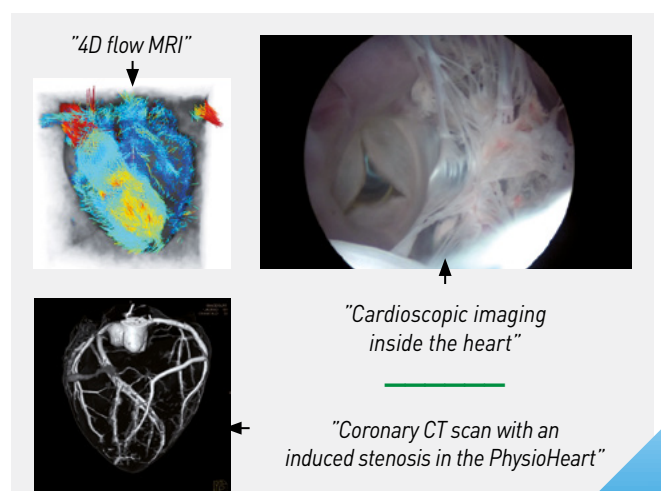 ”4D flow MRI”
”Cardioscopic imaging
inside the heart”
”Coronary CT scan with an
induced stenosis in the PhysioHeart”